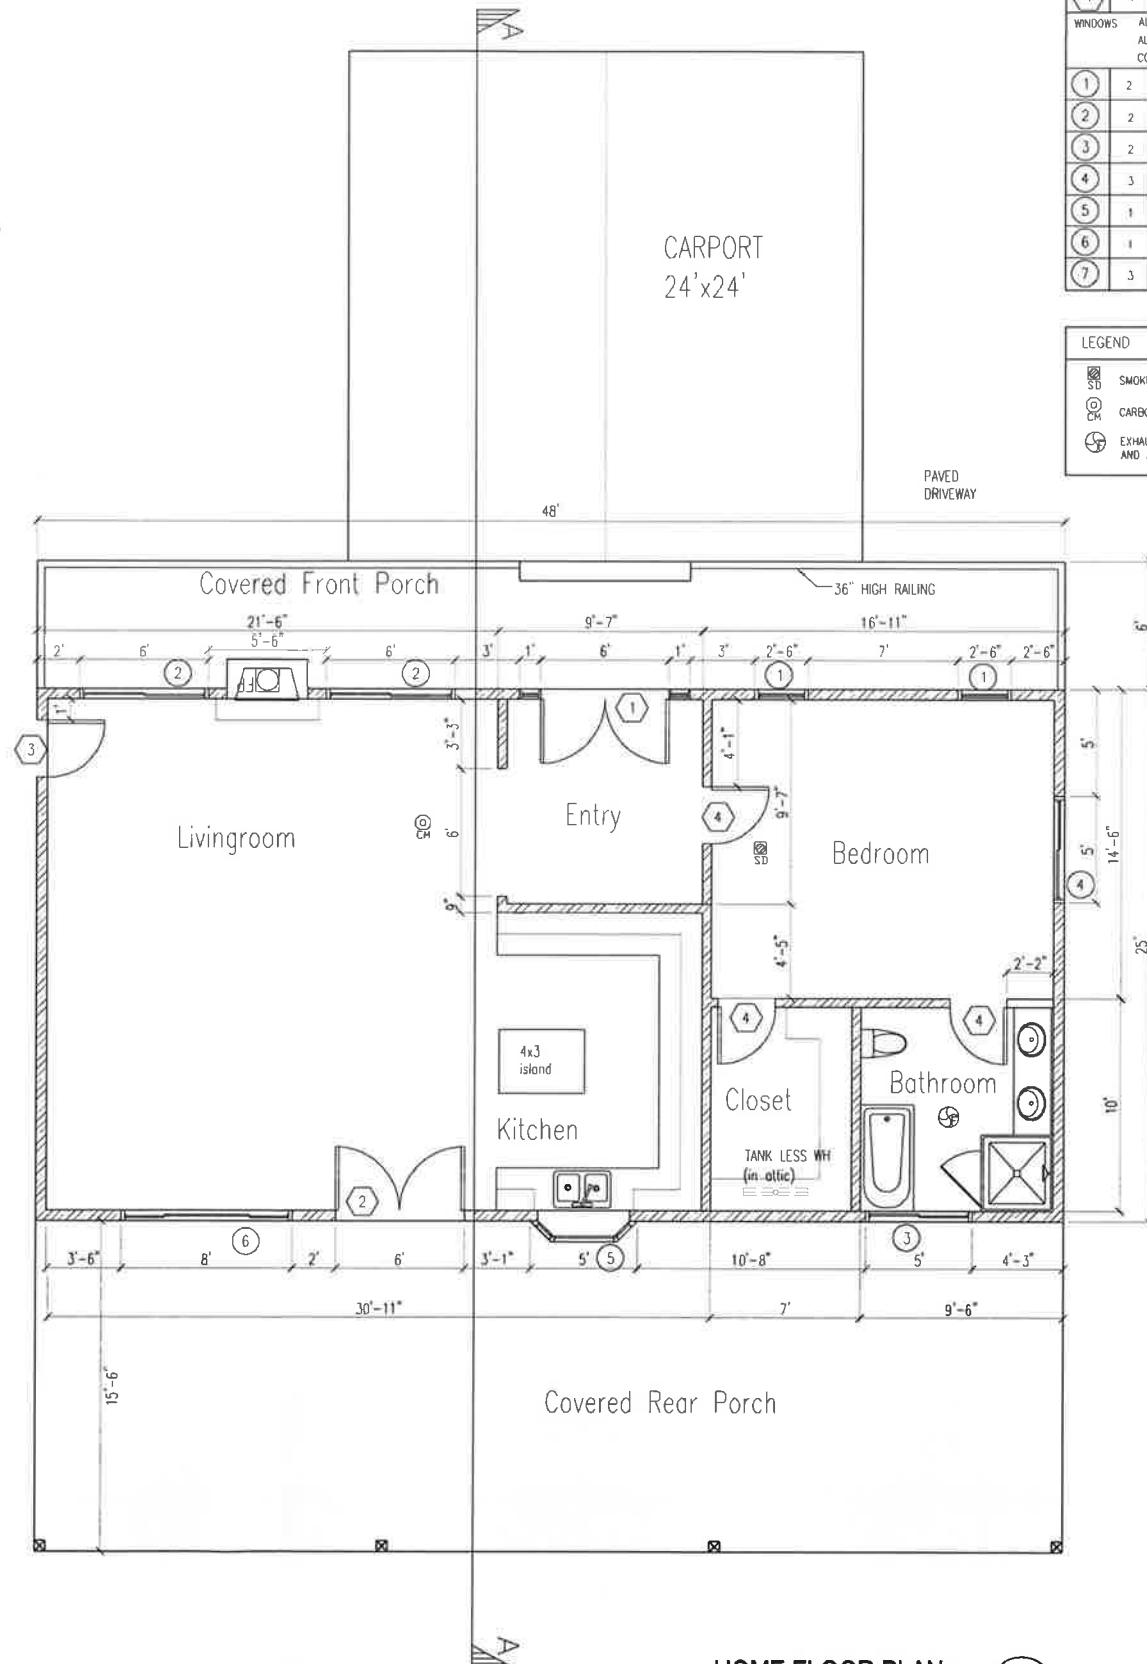 A
WINDOWS
1 2
2 2
3 2
4 3
5 1
6 1
7 3
CARPORT
24'x24'
LEGEND
SD
CM
AND
PAVED
DRIVEWAY
48'
Covered Front Porch
36" HIGH RAILING
6'
21'-6" 9'-7" 16'-11"
5'-6"
2' 6' 6' 3' 1' 6' 1' 3' 2'-6" 7' 2'-6" 2'-6"
2 2 1 1
FP
1' 1
3
3'-3" 4'-1" 5'
Livingroom
CM
6'
Entry
4
9'-7"
SD
Bedroom
5'
14'-6"
4
9"
4'-5"
25'
2'-2"
4 4
4x3
island
Kitchen
Closet
Bathroom
10'
TANK LESS WH
(in attic)
2
6 5 3
3'-6" 8' 2' 6' 3'-1" 5' 10'-8" 5' 4'-3"
30'-11" 7' 9'-6"
15'-6"
Covered Rear Porch
A